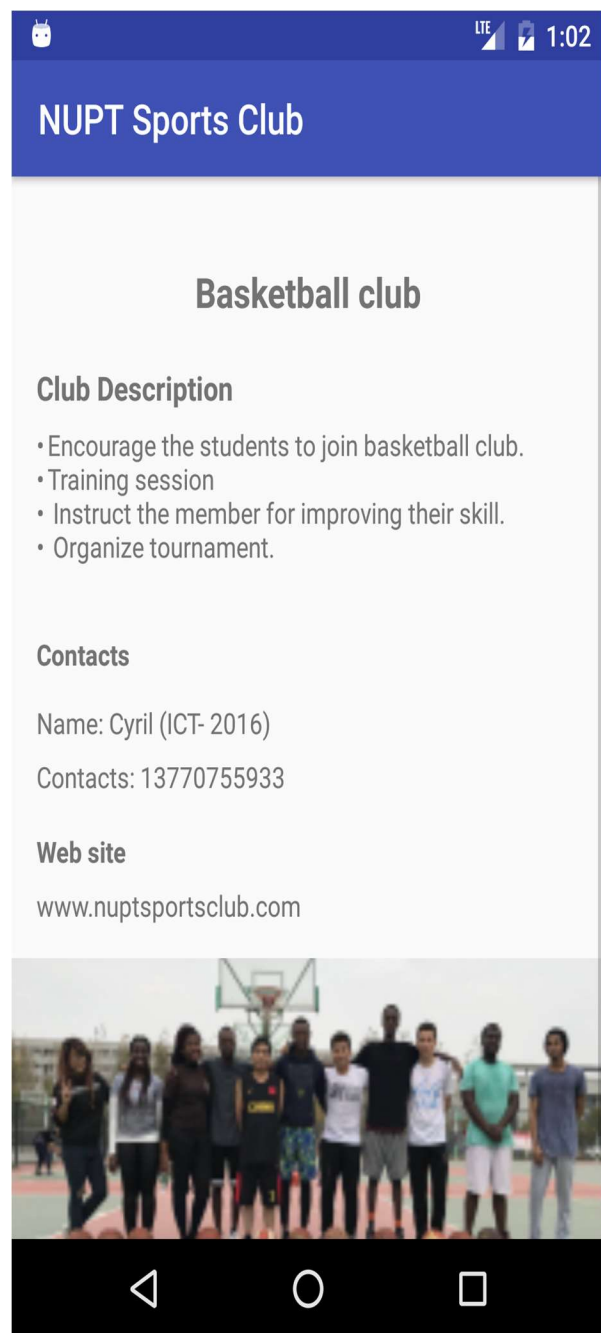 LTE 1:02
NUPT Sports Club
Basketball club
Club Description
• Encourage the students to join basketball club.
• Training session
• Instruct the member for improving their skill.
• Organize tournament.
Contacts
Name: Cyril (ICT- 2016)
Contacts: 13770755933
Web site
www.nuptsportsclub.com